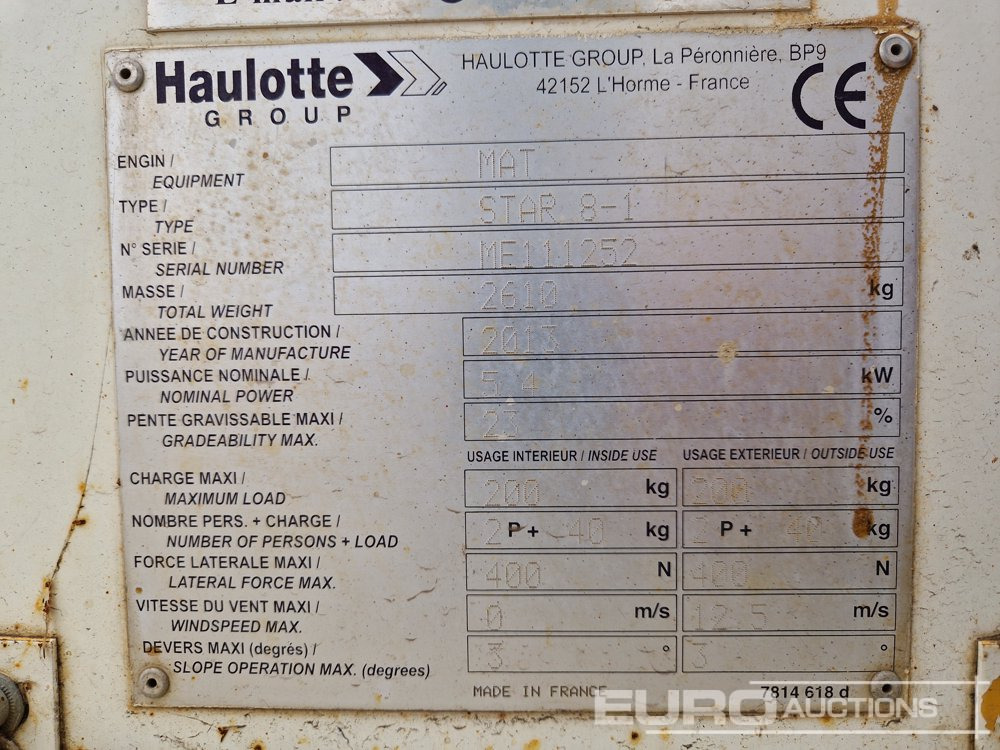 E-mail :
Haulotte
GROUP
HAULOTTE GROUP, La Péronnière, BP9
42152 L'Horme - France
CE
ENGIN / MAT
EQUIPMENT
TYPE / STAR 8-1
TYPE
N° SERIE / ME111252
SERIAL NUMBER
MASSE / 2610 kg
TOTAL WEIGHT
ANNEE DE CONSTRUCTION / 2013
YEAR OF MANUFACTURE
PUISSANCE NOMINALE / 5.4 kW
NOMINAL POWER
PENTE GRAVISSABLE MAXI / 23 %
GRADEABILITY MAX.
USAGE INTERIEUR / INSIDE USE USAGE EXTERIEUR / OUTSIDE USE
CHARGE MAXI / 200 kg 200 kg
MAXIMUM LOAD
NOMBRE PERS. + CHARGE / 2 P + 40 kg 2 P + 40 kg
NUMBER OF PERSONS + LOAD
FORCE LATERALE MAXI / 400 N 400 N
LATERAL FORCE MAX.
VITESSE DU VENT MAXI / 0 m/s 12.5 m/s
WINDSPEED MAX.
DEVERS MAXI (degrés) / 3 ° 3 °
SLOPE OPERATION MAX. (degrees)
MADE IN FRANCE 7814 618 d
EURO AUCTIONS